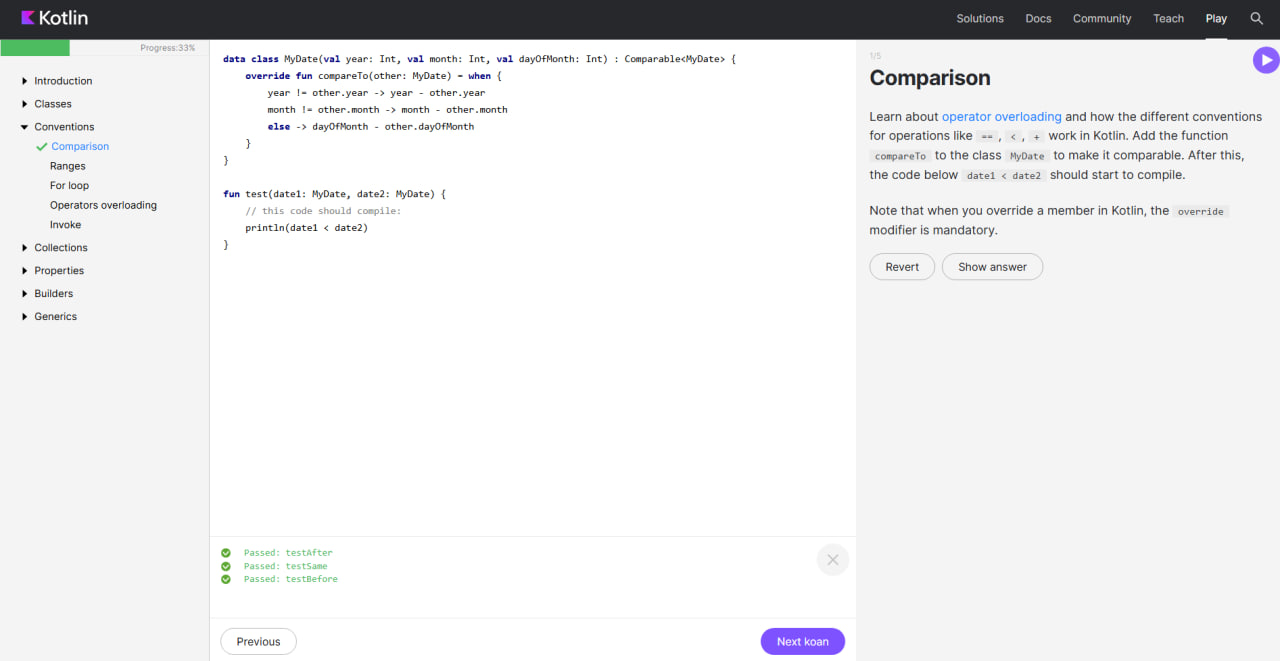 Kotlin
Solutions Docs Community Teach Play
Progress:33%
Introduction
Classes
Conventions
Comparison
Ranges
For loop
Operators overloading
Invoke
Collections
Properties
Builders
Generics
data class MyDate(val year: Int, val month: Int, val dayOfMonth: Int) : Comparable<MyDate> {
override fun compareTo(other: MyDate) = when {
year != other.year -> year - other.year
month != other.month -> month - other.month
else -> dayOfMonth - other.dayOfMonth
}
}
fun test(date1: MyDate, date2: MyDate) {
// this code should compile:
println(date1 < date2)
}
Passed: testAfter
Passed: testSame
Passed: testBefore
Previous
Next koan
1/5
Comparison
Learn about operator overloading and how the different conventions
for operations like == , < , + work in Kotlin. Add the function
compareTo to the class MyDate to make it comparable. After this,
the code below date1 < date2 should start to compile.
Note that when you override a member in Kotlin, the override
modifier is mandatory.
Revert
Show answer